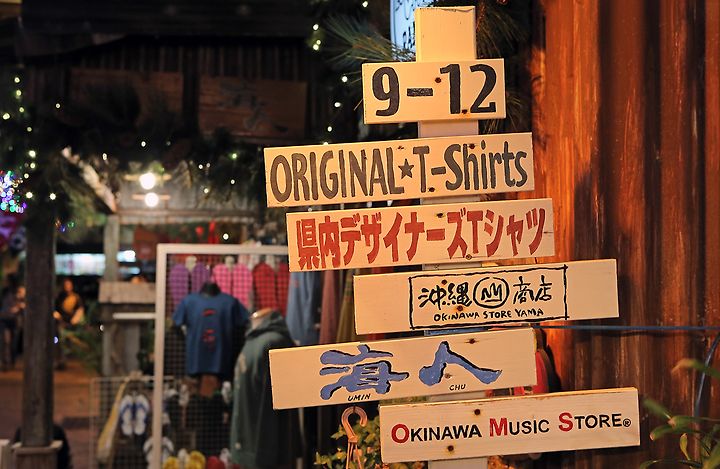 9-12
ORIGINAL★T-Shirts
県内デザイナーズTシャツ
沖縄 山 商店
OKINAWA STORE YAMA
海人
UMIN CHU
OKINAWA MUSIC STORE®